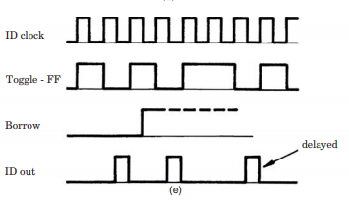 ID clock
Toggle - FF
Borrow
delayed
ID out
(e)